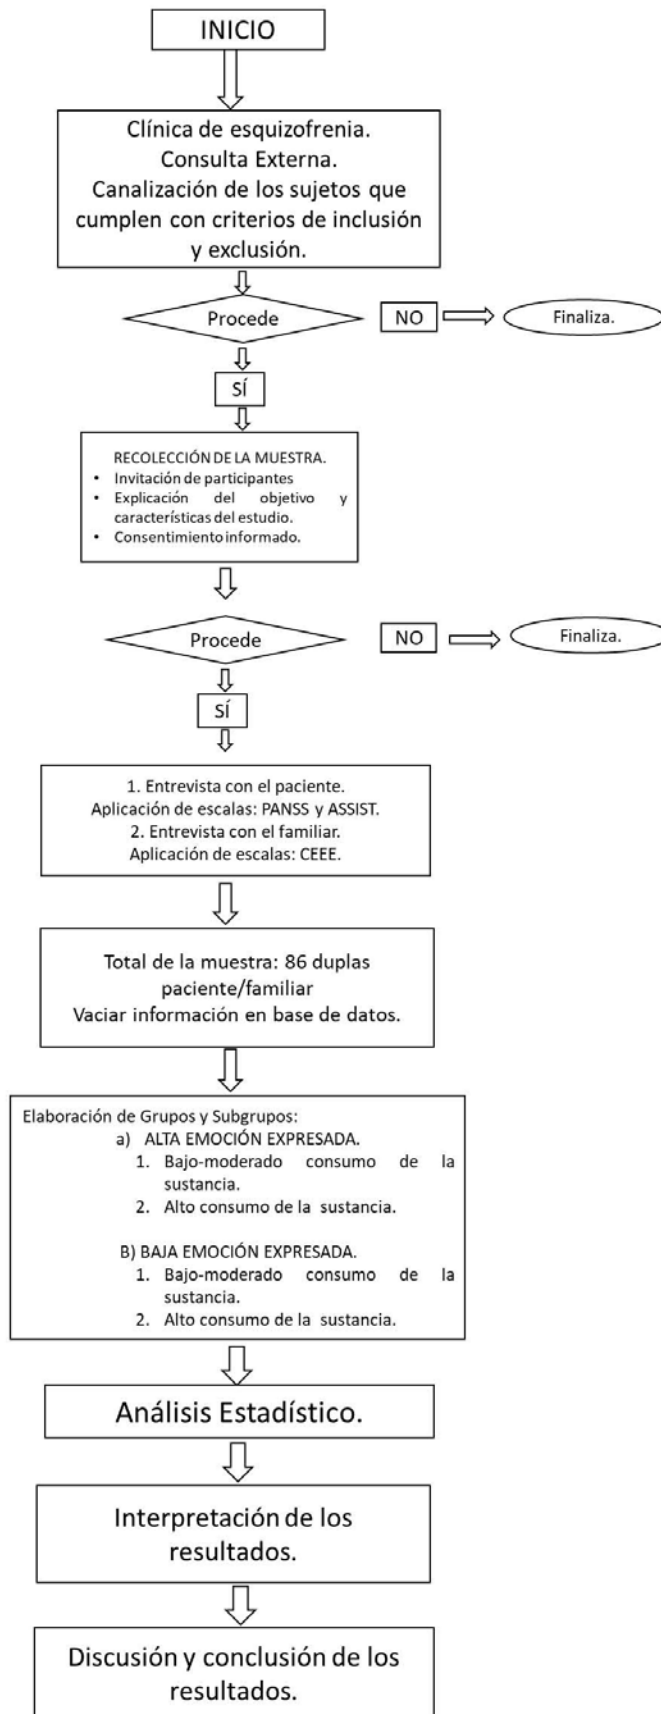 INICIO
Clínica de esquizofrenia.
Consulta Externa.
Canalización de los sujetos que
cumplen con criterios de inclusión
y exclusión.
Procede
NO
Finaliza.
SÍ
RECOLECCIÓN DE LA MUESTRA.
• Invitación de participantes
• Explicación del objetivo y
características del estudio.
• Consentimiento informado.
Procede
NO
Finaliza.
SÍ
1. Entrevista con el paciente.
Aplicación de escalas: PANSS y ASSIST.
2. Entrevista con el familiar.
Aplicación de escalas: CEEE.
Total de la muestra: 86 duplas
paciente/familiar
Vaciar información en base de datos.
Elaboración de Grupos y Subgrupos:
a) ALTA EMOCIÓN EXPRESADA.
1. Bajo-moderado consumo de la
sustancia.
2. Alto consumo de la sustancia.
B) BAJA EMOCIÓN EXPRESADA.
1. Bajo-moderado consumo de la
sustancia.
2. Alto consumo de la sustancia.
Análisis Estadístico.
Interpretación de los
resultados.
Discusión y conclusión de los
resultados.